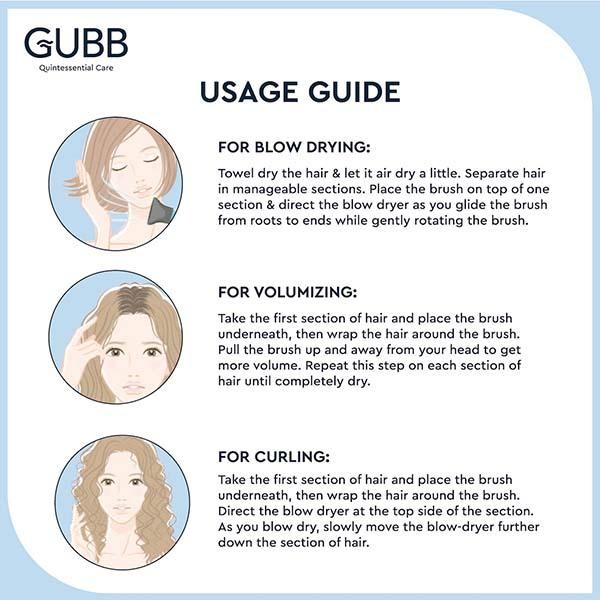 GUBB
Quintessential Care
USAGE GUIDE
FOR BLOW DRYING:
Towel dry the hair & let it air dry a little. Separate hair
in manageable sections. Place the brush on top of one
section & direct the blow dryer as you glide the brush
from roots to ends while gently rotating the brush.
FOR VOLUMIZING:
Take the first section of hair and place the brush
underneath, then wrap the hair around the brush.
Pull the brush up and away from your head to get
more volume. Repeat this step on each section of
hair until completely dry.
FOR CURLING:
Take the first section of hair and place the brush
underneath, then wrap the hair around the brush.
Direct the blow dryer at the top side of the section.
As you blow dry, slowly move the blow-dryer further
down the section of hair.